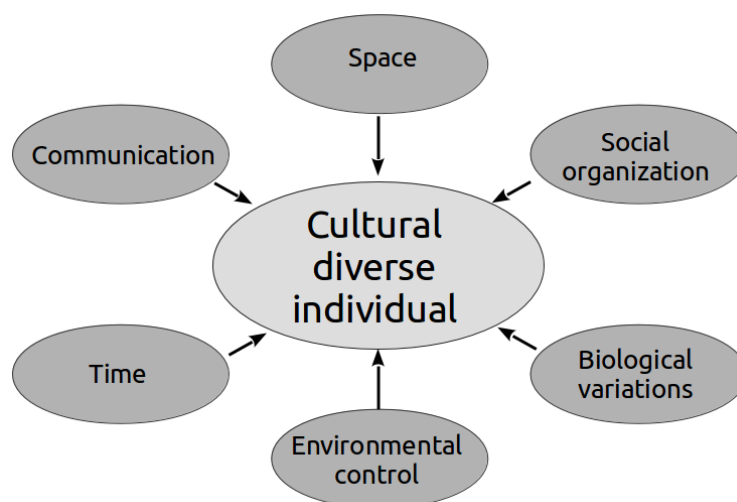 Space
Communication
Social
organization
Cultural
diverse
individual
Time
Biological
variations
Environmental
control